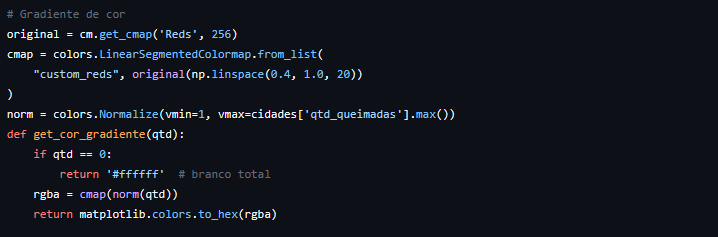 # Gradiente de cor
original = cm.get_cmap('Reds', 256)
cmap = colors.LinearSegmentedColormap.from_list(
    "custom_reds", original(np.linspace(0.4, 1.0, 20))
)
norm = colors.Normalize(vmin=1, vmax=cidades['qtd_queimadas'].max())
def get_cor_gradiente(qtd):
    if qtd == 0:
        return '#ffffff'  # branco total
    rgba = cmap(norm(qtd))
    return matplotlib.colors.to_hex(rgba)